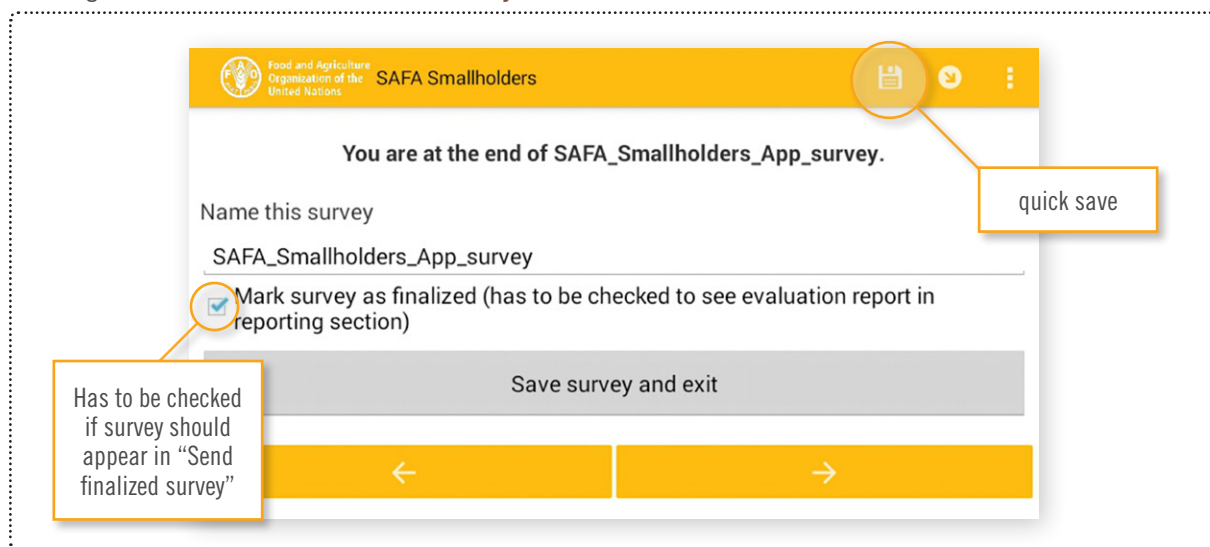 Food and Agriculture
Organization of the
United Nations
SAFA Smallholders
You are at the end of SAFA_Smallholders_App_survey.
quick save
Name this survey
SAFA_Smallholders_App_survey
Mark survey as finalized (has to be checked to see evaluation report in
reporting section)
Save survey and exit
Has to be checked
if survey should
appear in “Send
finalized survey”